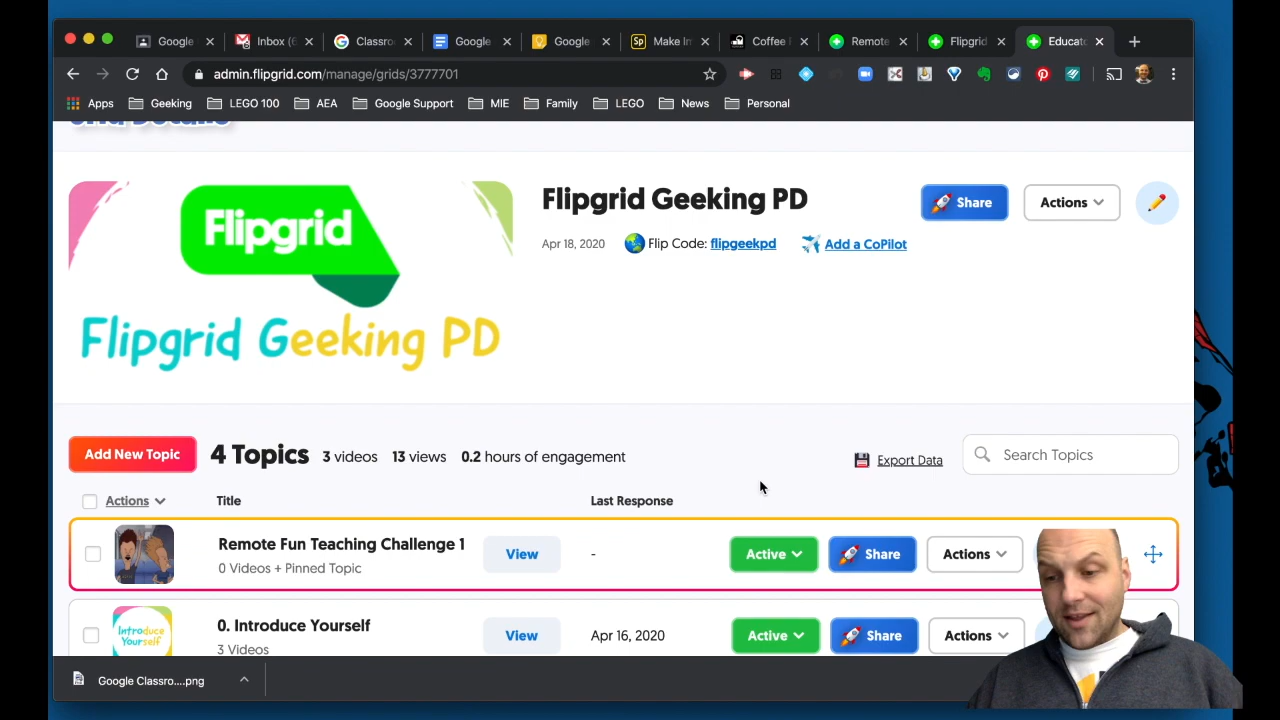 Google
Inbox (6
Classro
Google
Google
Sp
Make In
Coffee
Remote
Flipgrid
Educato
admin.flipgrid.com/manage/grids/3777701
Apps
Geeking
LEGO 100
AEA
Google Support
MIE
Family
LEGO
News
Personal
Grid Details
Flipgrid
Flipgrid Geeking PD
Flipgrid Geeking PD
Share
Actions
Apr 18, 2020
Flip Code: flipgeekpd
Add a CoPilot
Add New Topic
4 Topics
3 videos
13 views
0.2 hours of engagement
Export Data
Search Topics
Actions
Title
Last Response
Remote Fun Teaching Challenge 1
0 Videos + Pinned Topic
View
-
Active
Share
Actions
Introduce
Yourself
0. Introduce Yourself
3 Videos
View
Apr 16, 2020
Active
Share
Actions
Google Classro....png